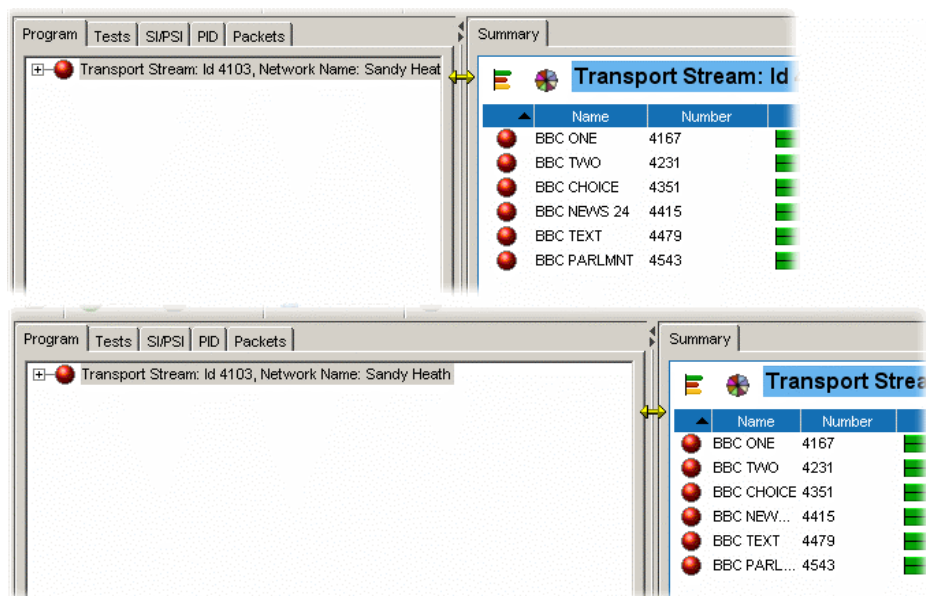 Program Tests SI/PSI PID Packets
Transport Stream: Id 4103, Network Name: Sandy Heat
Summary
Transport Stream: Id
Name Number
BBC ONE 4167
BBC TWO 4231
BBC CHOICE 4351
BBC NEWS 24 4415
BBC TEXT 4479
BBC PARLMNT 4543
Program Tests SI/PSI PID Packets
Transport Stream: Id 4103, Network Name: Sandy Heath
Summary
Transport Strea
Name Number
BBC ONE 4167
BBC TWO 4231
BBC CHOICE 4351
BBC NEW... 4415
BBC TEXT 4479
BBC PARL... 4543